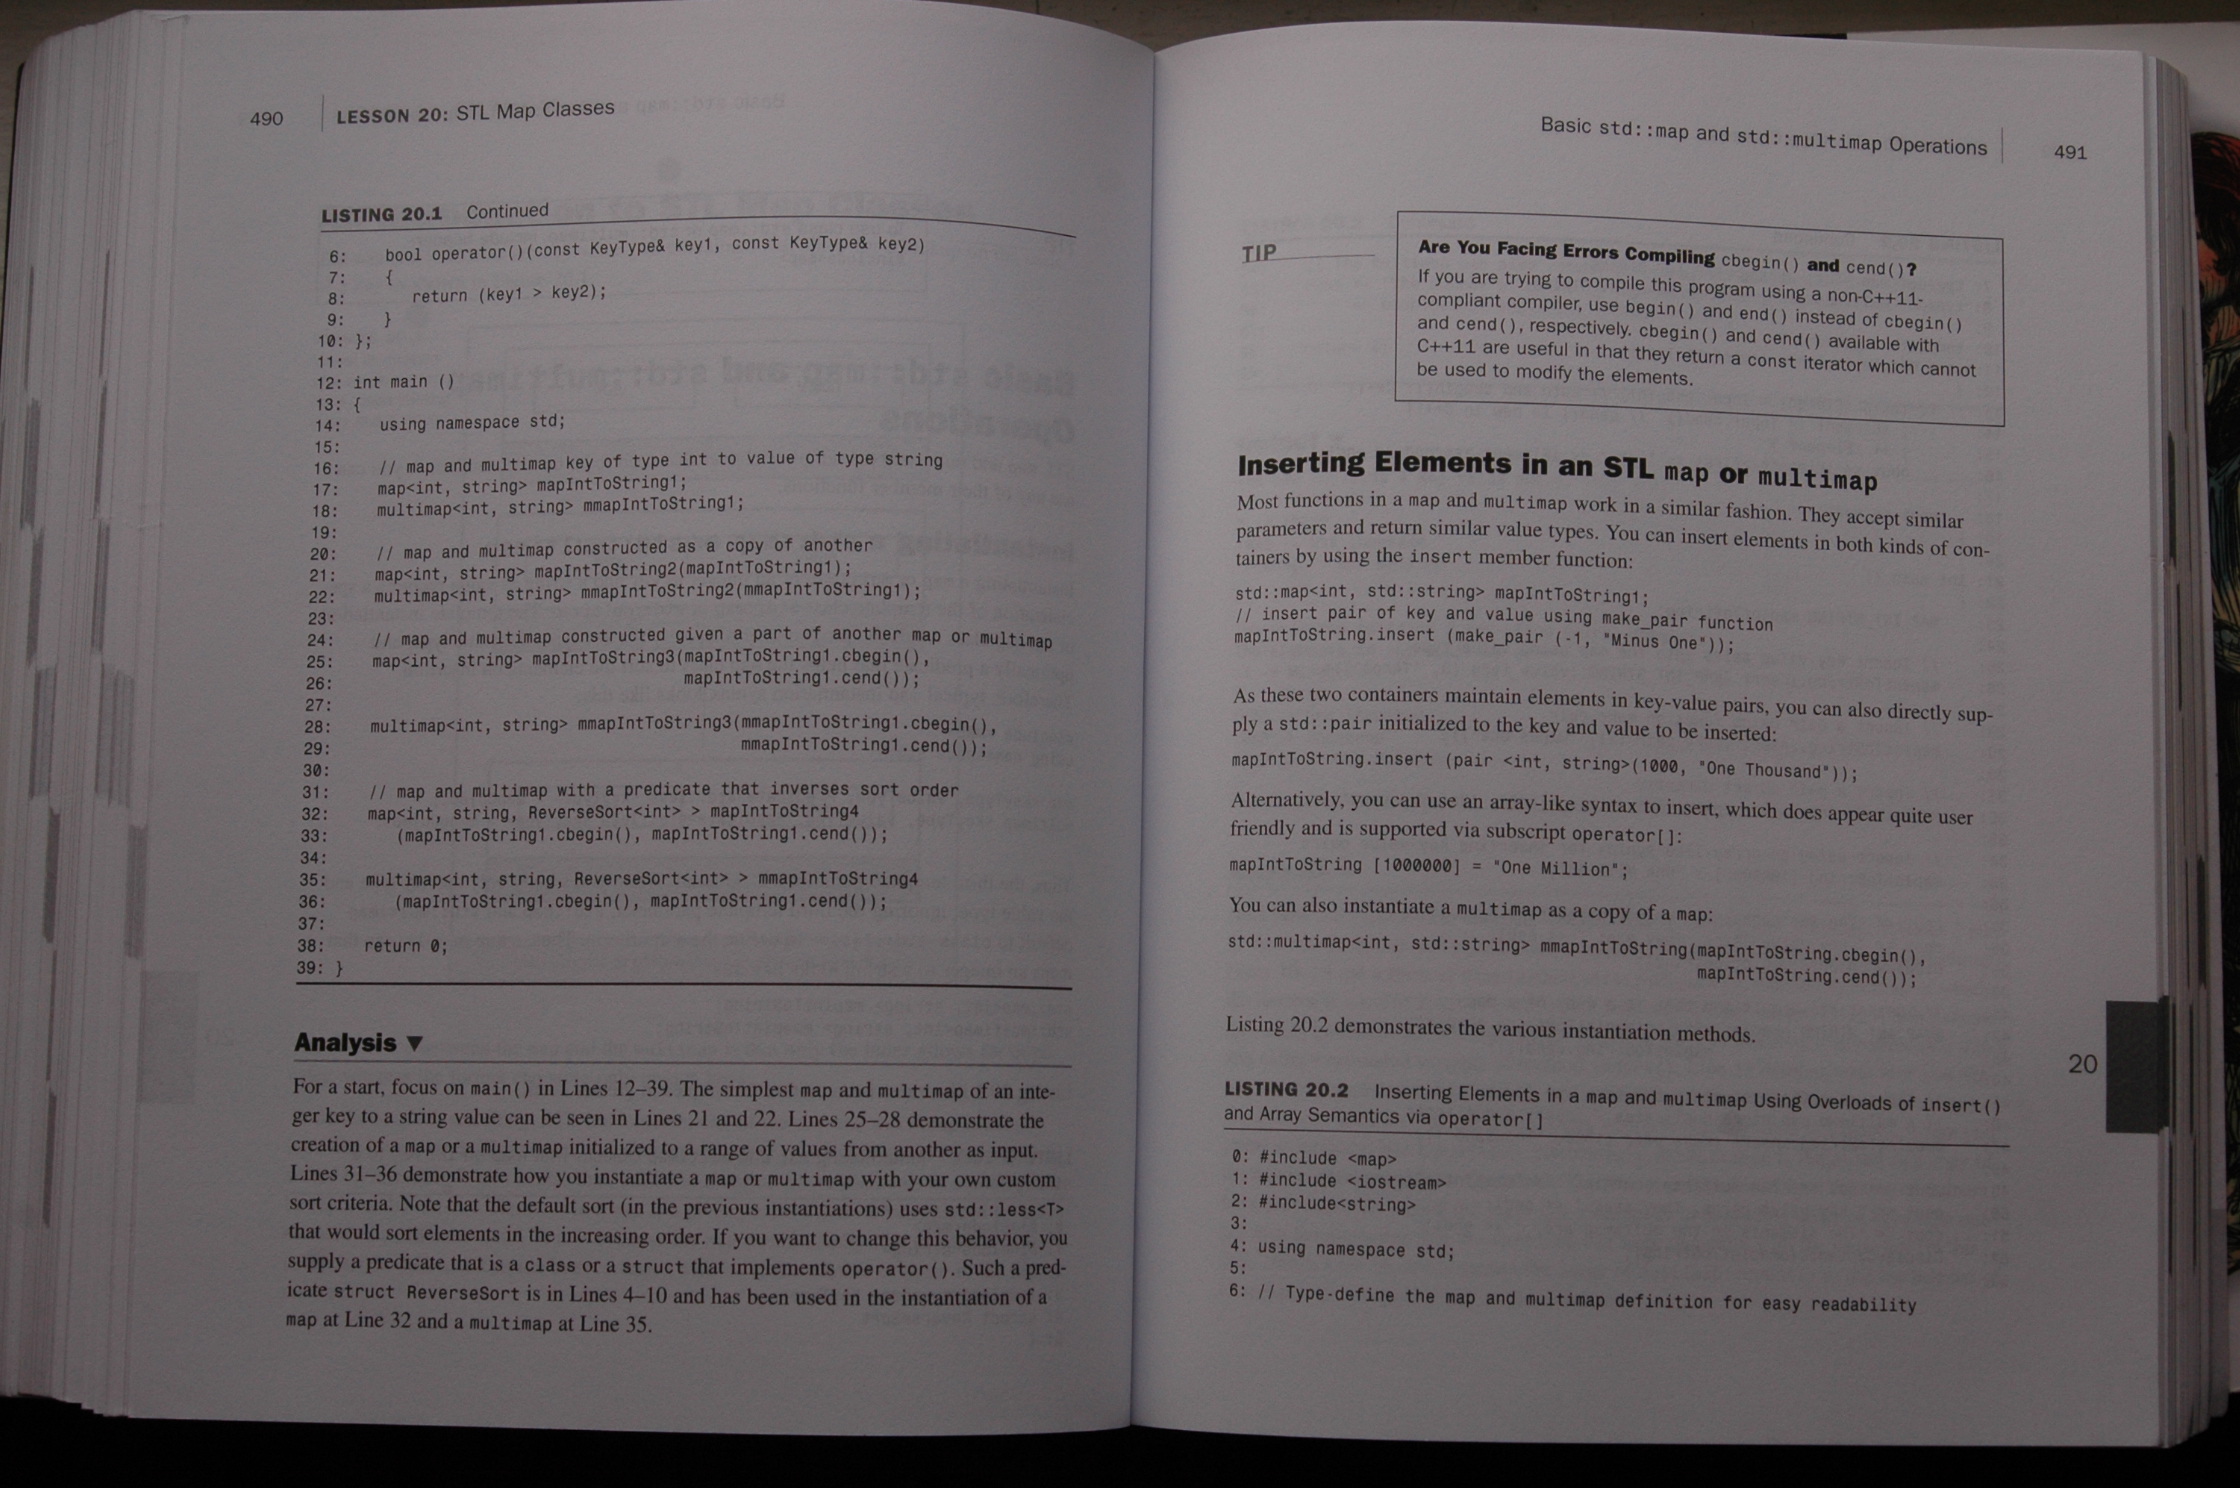 490 LESSON 20: STL Map Classes
LISTING 20.1 Continued
6: bool operator()(const KeyType& key1, const KeyType& key2)
7: {
8: return (key1 > key2);
9: }
10: };
11:
12: int main ()
13: {
14: using namespace std;
15:
16: // map and multimap key of type int to value of type string
17: map<int, string> mapIntToString1;
18: multimap<int, string> mmapIntToString1;
19:
20: // map and multimap constructed as a copy of another
21: map<int, string> mapIntToString2(mapIntToString1);
22: multimap<int, string> mmapIntToString2(mmapIntToString1);
23:
24: // map and multimap constructed given a part of another map or multimap
25: map<int, string> mapIntToString3(mapIntToString1.cbegin(),
26: mapIntToString1.cend());
27:
28: multimap<int, string> mmapIntToString3(mmapIntToString1.cbegin(),
29: mmapIntToString1.cend());
30:
31: // map and multimap with a predicate that inverses sort order
32: map<int, string, ReverseSort<int> > mapIntToString4
33: (mapIntToString1.cbegin(), mapIntToString1.cend());
34:
35: multimap<int, string, ReverseSort<int> > mmapIntToString4
36: (mapIntToString1.cbegin(), mapIntToString1.cend());
37:
38: return 0;
39: }
Analysis ▼
For a start, focus on main() in Lines 12–39. The simplest map and multimap of an inte-
ger key to a string value can be seen in Lines 21 and 22. Lines 25–28 demonstrate the
creation of a map or a multimap initialized to a range of values from another as input.
Lines 31–36 demonstrate how you instantiate a map or multimap with your own custom
sort criteria. Note that the default sort (in the previous instantiations) uses std::less<T>
that would sort elements in the increasing order. If you want to change this behavior, you
supply a predicate that is a class or a struct that implements operator(). Such a pred-
icate struct ReverseSort is in Lines 4–10 and has been used in the instantiation of a
map at Line 32 and a multimap at Line 35.
Basic std::map and std::multimap Operations 491
TIP
Are You Facing Errors Compiling cbegin() and cend()?
If you are trying to compile this program using a non-C++11-
compliant compiler, use begin() and end() instead of cbegin()
and cend(), respectively. cbegin() and cend() available with
C++11 are useful in that they return a const iterator which cannot
be used to modify the elements.
Inserting Elements in an STL map or multimap
Most functions in a map and multimap work in a similar fashion. They accept similar
parameters and return similar value types. You can insert elements in both kinds of con-
tainers by using the insert member function:
std::map<int, std::string> mapIntToString1;
// insert pair of key and value using make_pair function
mapIntToString.insert (make_pair (-1, "Minus One"));
As these two containers maintain elements in key-value pairs, you can also directly sup-
ply a std::pair initialized to the key and value to be inserted:
mapIntToString.insert (pair <int, string>(1000, "One Thousand"));
Alternatively, you can use an array-like syntax to insert, which does appear quite user
friendly and is supported via subscript operator[]:
mapIntToString [1000000] = "One Million";
You can also instantiate a multimap as a copy of a map:
std::multimap<int, std::string> mmapIntToString(mapIntToString.cbegin(),
mapIntToString.cend());
Listing 20.2 demonstrates the various instantiation methods.
20
LISTING 20.2 Inserting Elements in a map and multimap Using Overloads of insert()
and Array Semantics via operator[]
0: #include <map>
1: #include <iostream>
2: #include<string>
3:
4: using namespace std;
5:
6: // Type-define the map and multimap definition for easy readability